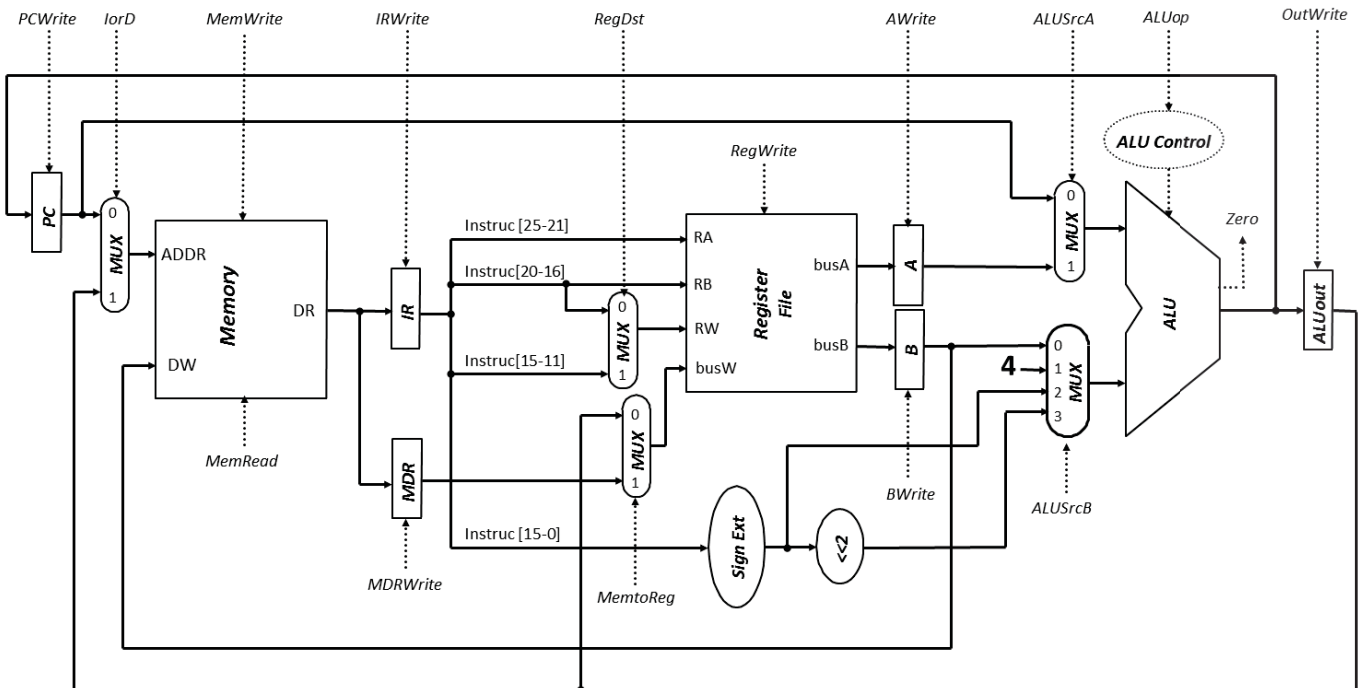 PCWrite
IorD
MemWrite
IRWrite
RegDst
AWrite
ALUSrcA
ALUop
OutWrite
ALU Control
RegWrite
PC
0
MUX
1
ADDR
Memory
DR
DW
MemRead
IR
MDR
MDRWrite
Instruc [25-21]
Instruc[20-16]
Instruc[15-11]
Instruc [15-0]
0
MUX
1
0
MUX
1
MemtoReg
RA
RB
RW
busW
Register
File
busA
busB
A
B
BWrite
Sign Ext
<<2
0
MUX
1
4
0
1
2
3
MUX
ALUSrcB
ALU
Zero
ALUout